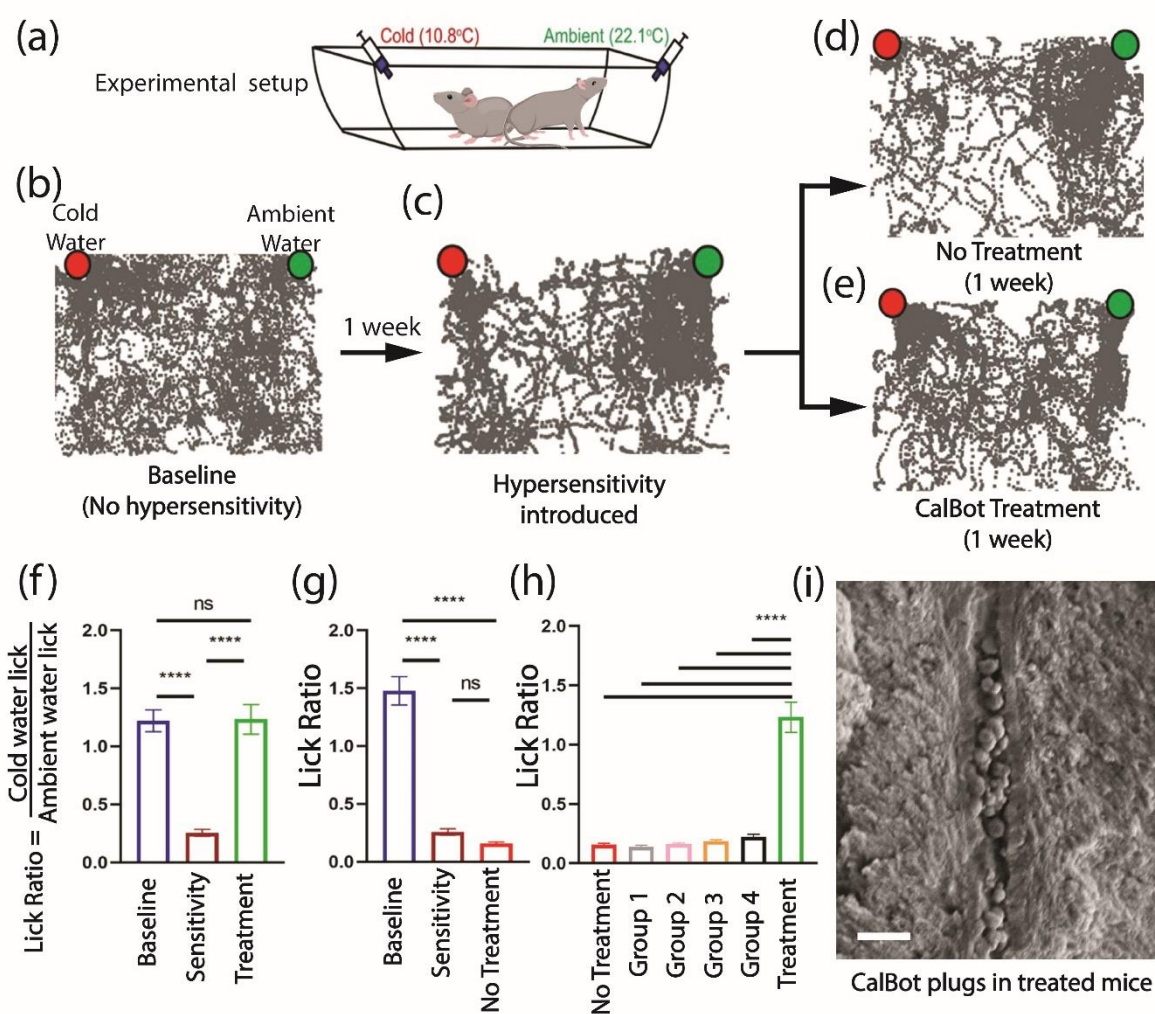 (a)
Experimental setup
Cold (10.8°C)
Ambient (22.1°C)
(b)
Cold
Water
Ambient
Water
Baseline
(No hypersensitivity)
1 week
(c)
Hypersensitivity
introduced
(d)
No Treatment
(1 week)
(e)
CalBot Treatment
(1 week)
(f)
Lick Ratio = Cold water lick
Ambient water lick
2.0
1.5
1.0
0.5
0.0
ns
****
****
Baseline
Sensitivity
Treatment
(g)
Lick Ratio
2.0
1.5
1.0
0.5
0.0
****
****
ns
Baseline
Sensitivity
No Treatment
(h)
Lick Ratio
2.0
1.5
1.0
0.5
0.0
****
No Treatment
Group 1
Group 2
Group 3
Group 4
Treatment
(i)
CalBot plugs in treated mice